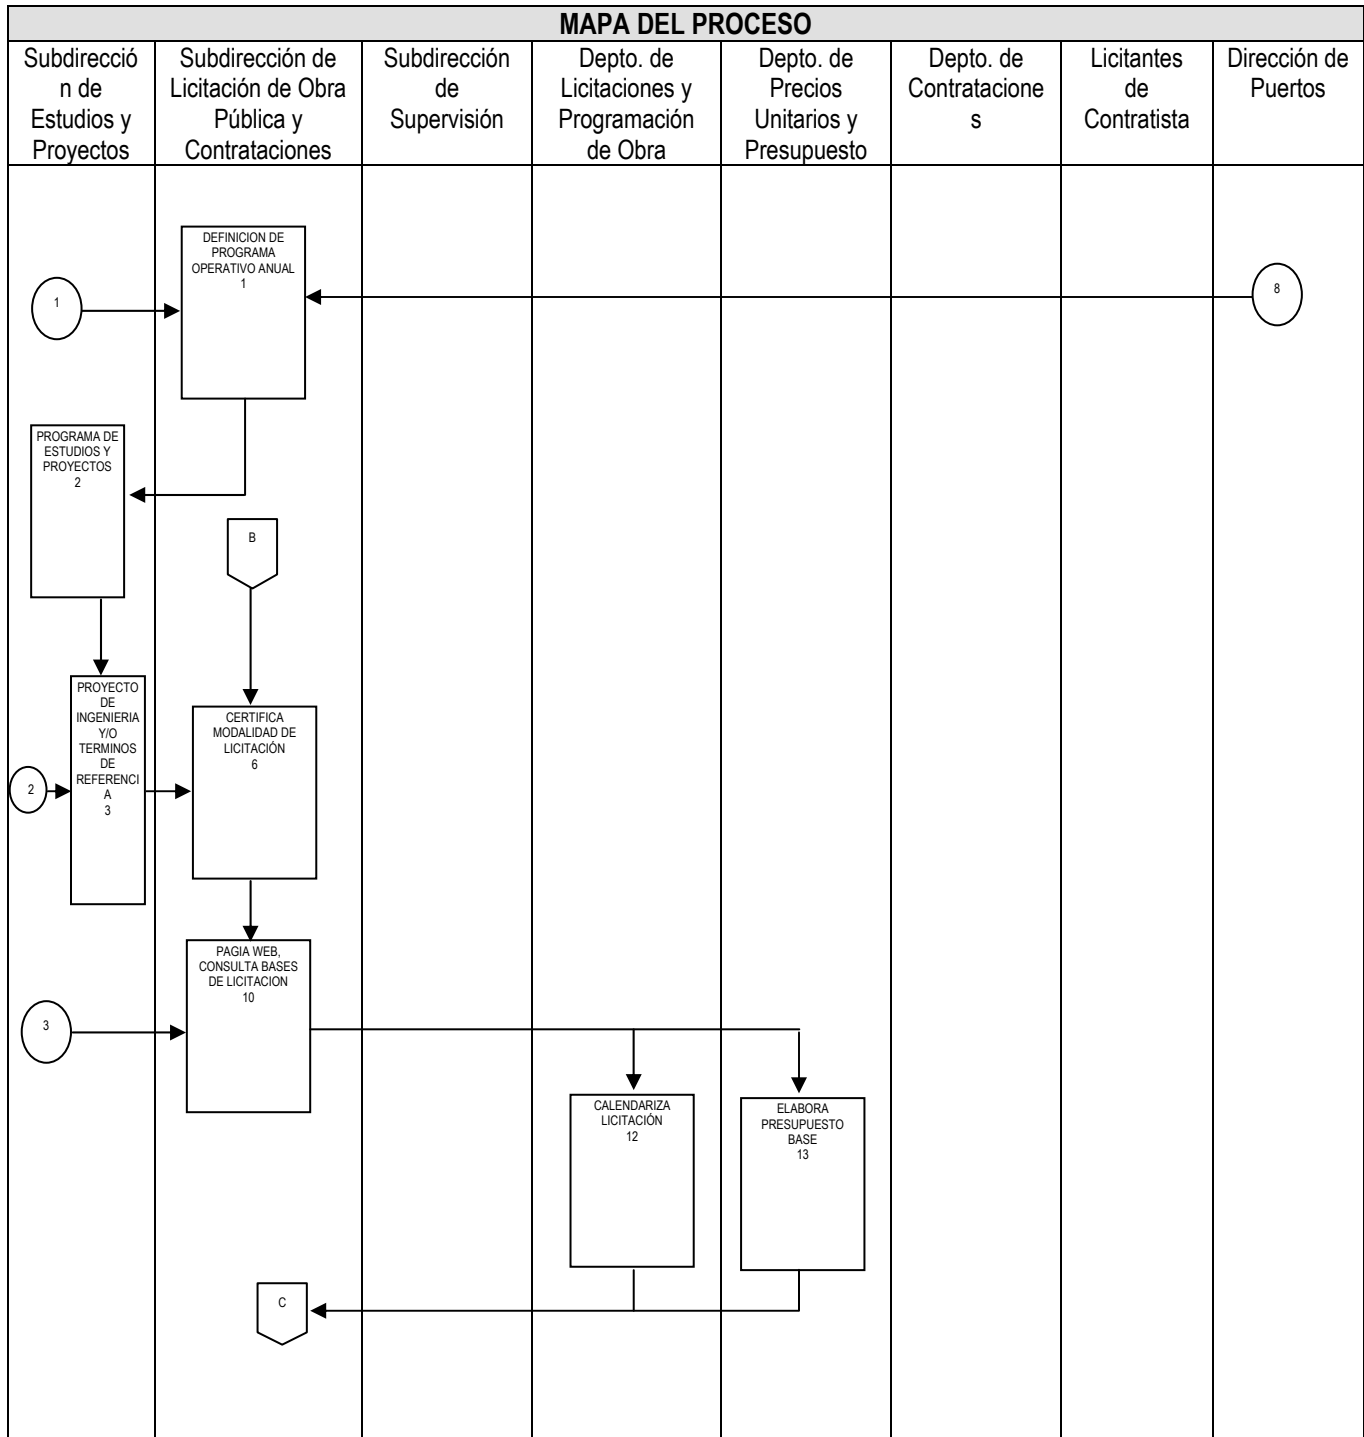 MAPA DEL PROCESO
Subdirecció
n de
Estudios y
Proyectos
Subdirección de
Licitación de Obra
Pública y
Contrataciones
Subdirección
de
Supervisión
Depto. de
Licitaciones y
Programación
de Obra
Depto. de
Precios
Unitarios y
Presupuesto
Depto. de
Contratacione
s
Licitantes
de
Contratista
Dirección de
Puertos
DEFINICION DE
PROGRAMA
OPERATIVO ANUAL
1
1
8
PROGRAMA DE
ESTUDIOS Y
PROYECTOS
2
B
PROYECTO
DE
INGENIERIA
Y/O
TERMINOS
DE
REFERENCI
A
3
CERTIFICA
MODALIDAD DE
LICITACIÓN
6
2
PAGIA WEB,
CONSULTA BASES
DE LICITACION
10
3
CALENDARIZA
LICITACIÓN
12
ELABORA
PRESUPUESTO
BASE
13
C